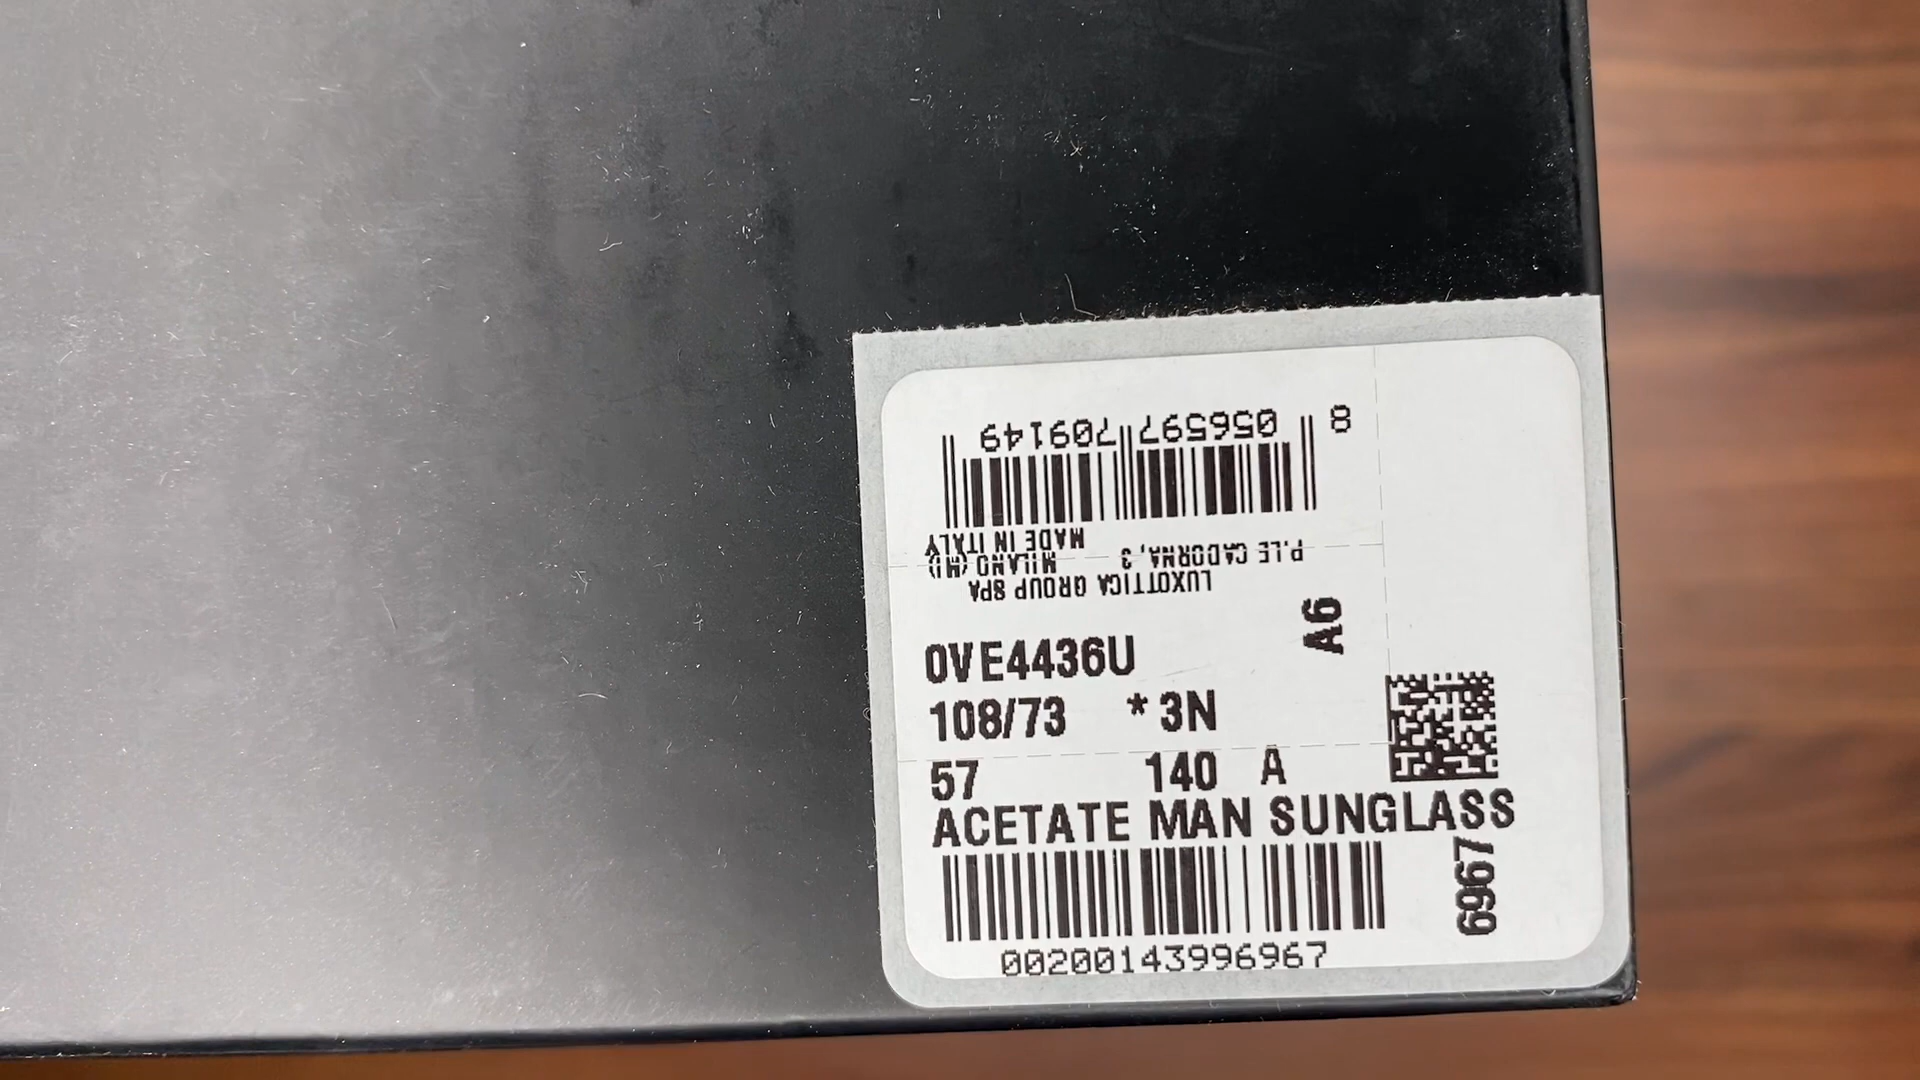 8 056597 709149
MADE IN ITALY
P.LE CADORNA, 3 MILANO (MI)
LUXOTTICA GROUP SPA
A6
0VE4436U
108/73 * 3N
57 140 A
ACETATE MAN SUNGLASS
6967
00200143996967